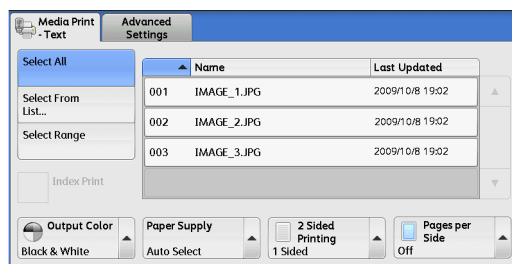 Media Print
- Text
Advanced
Settings
Select All
Select From
List...
Select Range
Index Print
Name
Last Updated
001 IMAGE_1.JPG 2009/10/8 19:02
002 IMAGE_2.JPG 2009/10/8 19:02
003 IMAGE_3.JPG 2009/10/8 19:02
Output Color
Black & White
Paper Supply
Auto Select
2 Sided
Printing
1 Sided
Pages per
Side
Off